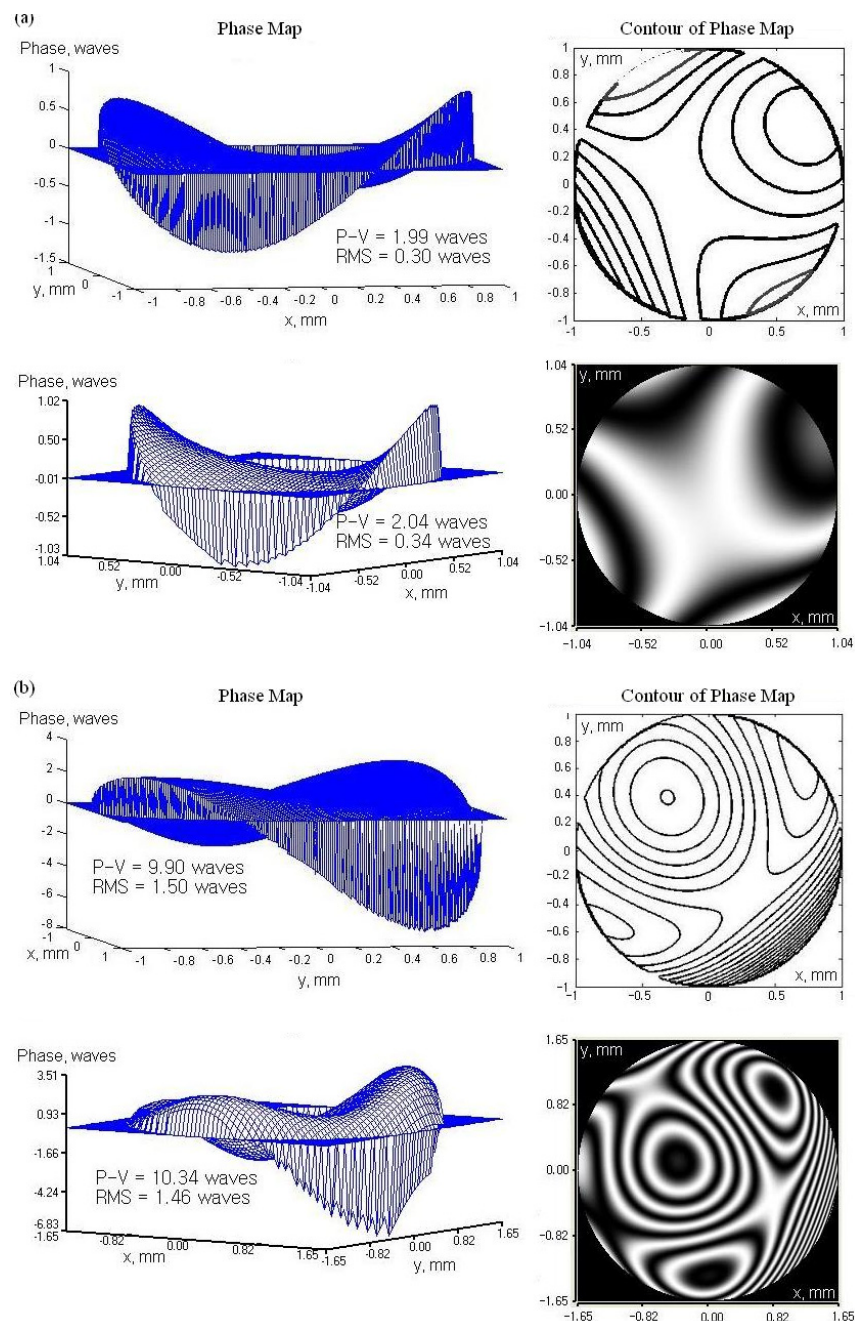 (a)
Phase Map
Contour of Phase Map
Phase, waves
1
0.5
0
-0.5
-1
-1.5
1
0
-1
y, mm
-1 -0.8 -0.6 -0.4 -0.2 0 0.2 0.4 0.6 0.8 1
x, mm
P-V = 1.99 waves
RMS = 0.30 waves
y, mm
1
0.8
0.6
0.4
0.2
0
-0.2
-0.4
-0.6
-0.8
-1
-1 -0.5 0 0.5 1
x, mm
Phase, waves
1.02
0.50
-0.01
-0.52
-1.03
1.04 0.52 0.00 -0.52 -1.04
y, mm
-1.04 -0.52 0.00 0.52 1.04
x, mm
P-V = 2.04 waves
RMS = 0.34 waves
y, mm
1.04
0.52
0.00
-0.52
-1.04
-1.04 -0.52 0.00 0.52 1.04
x, mm
(b)
Phase Map
Contour of Phase Map
Phase, waves
4
2
0
-2
-4
-6
-8
-1
0
1
x, mm
-1 -0.8 -0.6 -0.4 -0.2 0 0.2 0.4 0.6 0.8 1
y, mm
P-V = 9.90 waves
RMS = 1.50 waves
y, mm
1
0.8
0.6
0.4
0.2
0
-0.2
-0.4
-0.6
-0.8
-1
-1 -0.5 0 0.5 1
x, mm
Phase, waves
3.51
0.93
-1.66
-4.24
-6.83
-1.65 -0.82 0.00 0.82 1.65
x, mm
-1.65 -0.82 0.00 0.82 1.65
y, mm
P-V = 10.34 waves
RMS = 1.46 waves
y, mm
1.65
0.82
0.00
-0.82
-1.65
-1.65 -0.82 0.00 0.82 1.65
x, mm